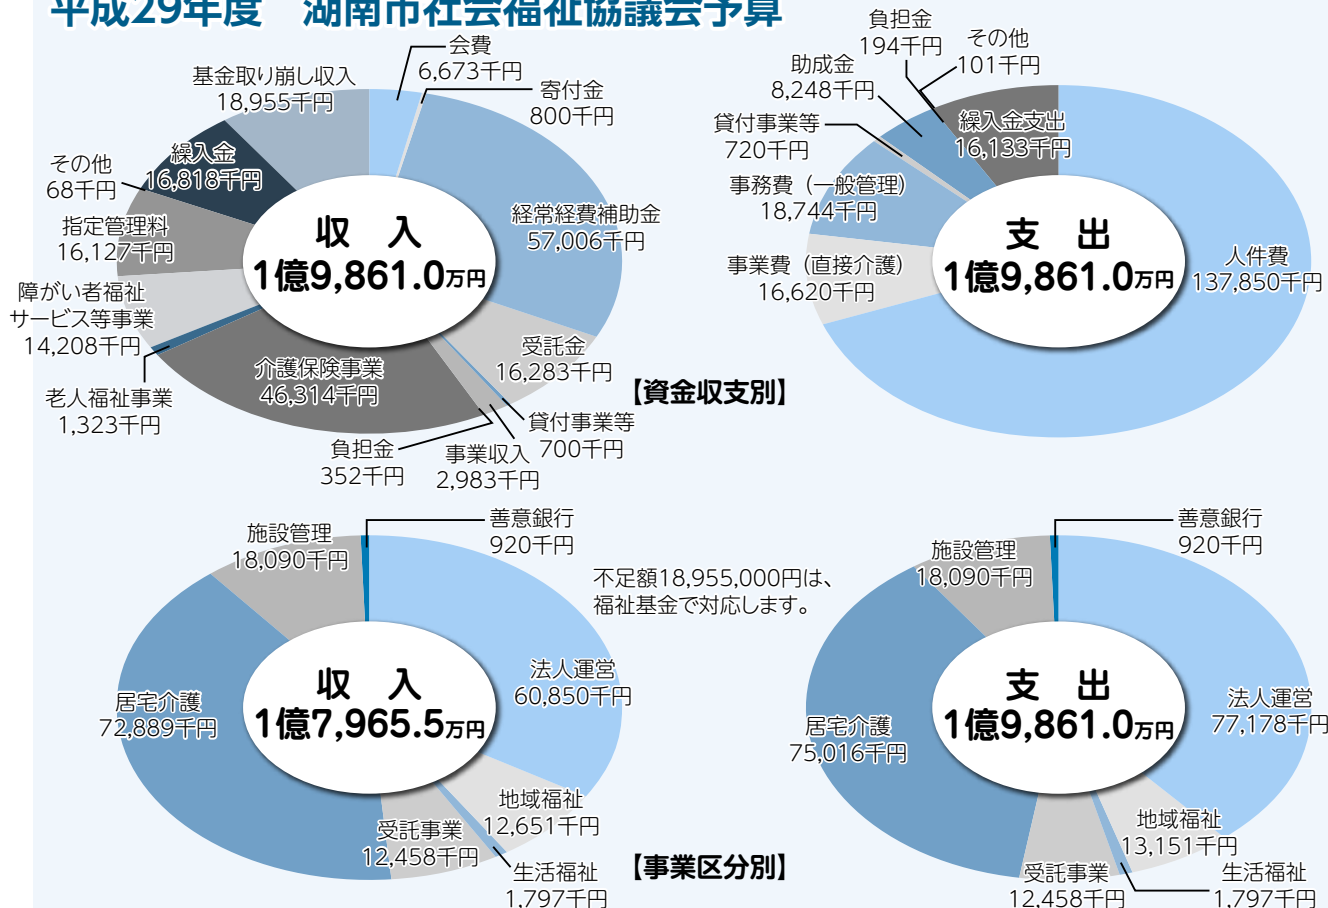 平成29年度　湖南市社会福祉協議会予算
会費
6,673千円
寄付金
800千円
経常経費補助金
57,006千円
受託金
16,283千円
貸付事業等
700千円
事業収入
2,983千円
負担金
352千円
介護保険事業
46,314千円
老人福祉事業
1,323千円
障がい者福祉
サービス等事業
14,208千円
指定管理料
16,127千円
その他
68千円
繰入金
16,818千円
基金取り崩し収入
18,955千円
収　入
1億9,861.0万円
【資金収支別】
人件費
137,850千円
事業費（直接介護）
16,620千円
事務費（一般管理）
18,744千円
貸付事業等
720千円
助成金
8,248千円
負担金
194千円
その他
101千円
繰入金支出
16,133千円
支　出
1億9,861.0万円
善意銀行
920千円
法人運営
60,850千円
地域福祉
12,651千円
生活福祉
1,797千円
受託事業
12,458千円
居宅介護
72,889千円
施設管理
18,090千円
収　入
1億7,965.5万円
不足額18,955,000円は、
福祉基金で対応します。
【事業区分別】
善意銀行
920千円
法人運営
77,178千円
地域福祉
13,151千円
生活福祉
1,797千円
受託事業
12,458千円
居宅介護
75,016千円
施設管理
18,090千円
支　出
1億9,861.0万円